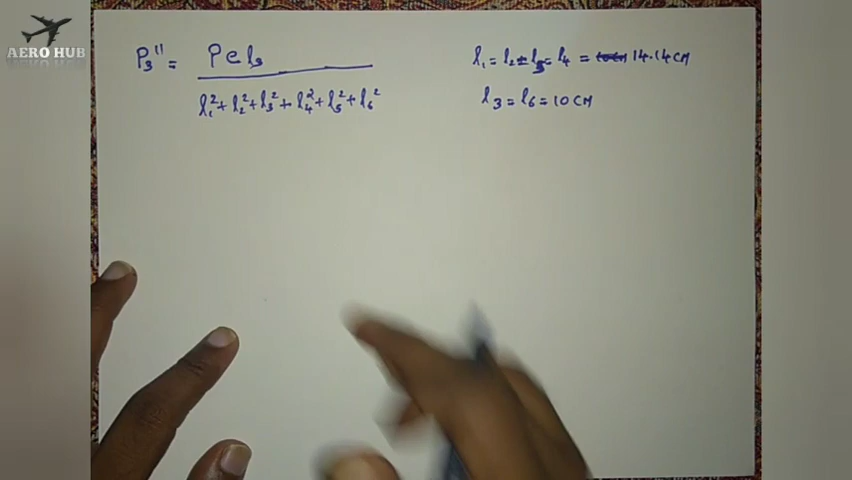 AERO HUB
P₃'' = P e l₃
l₁² + l₂² + l₃² + l₄² + l₅² + l₆²
l₁ = l₂ = l₅ = l₄ = 14.14 CM
l₃ = l₆ = 10 CM